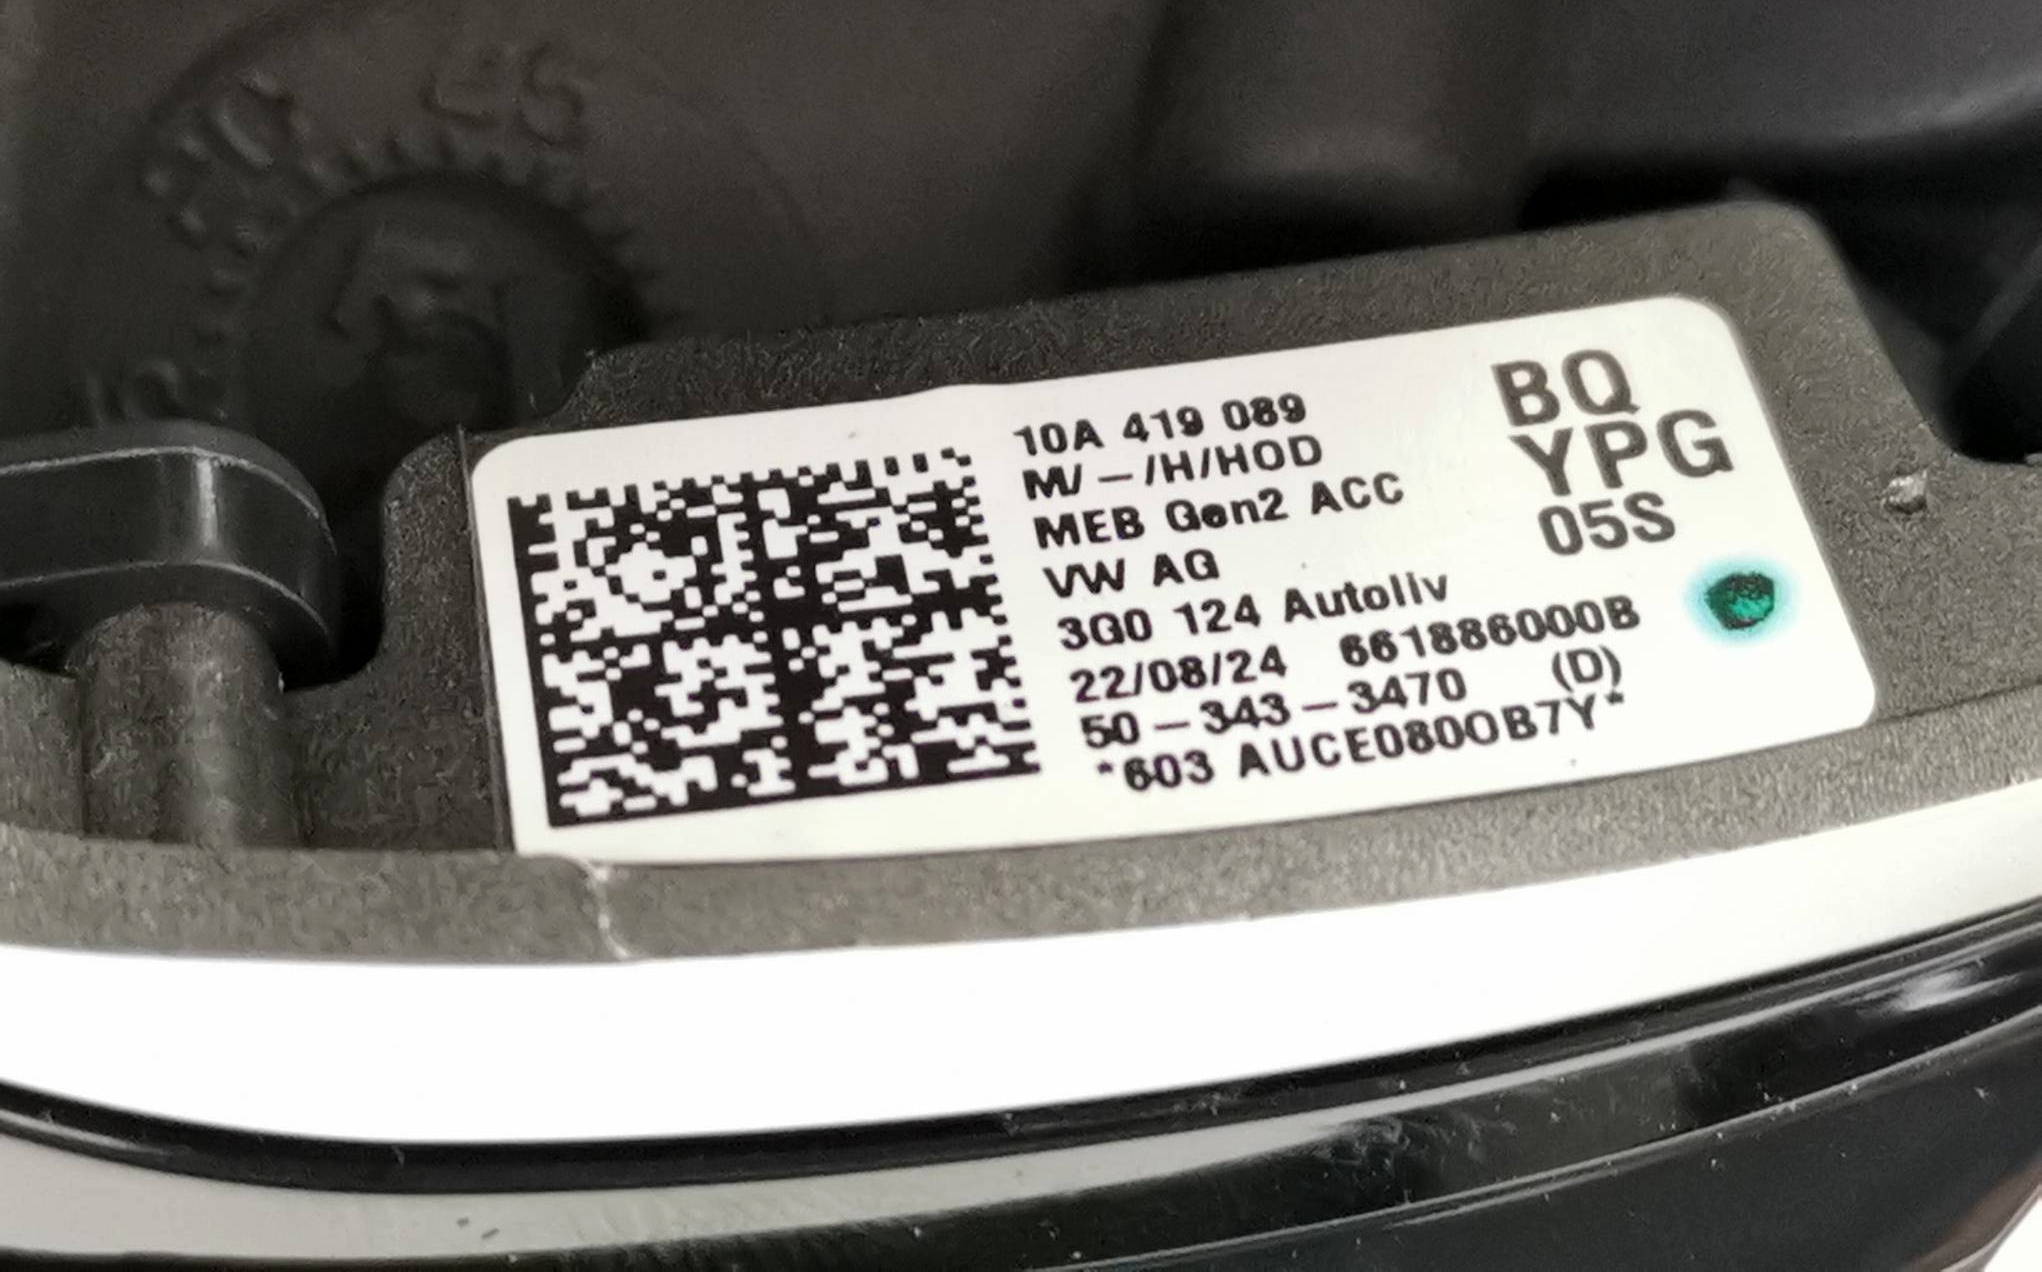 10A 419 089
M/-/H/HOD
MEB Gen2 ACC
VW AG
3G0 124 Autoliv
22/08/24 661886000B
50-343-3470 (D)
*603 AUCE0800B7Y*
BQ
YPG
05S